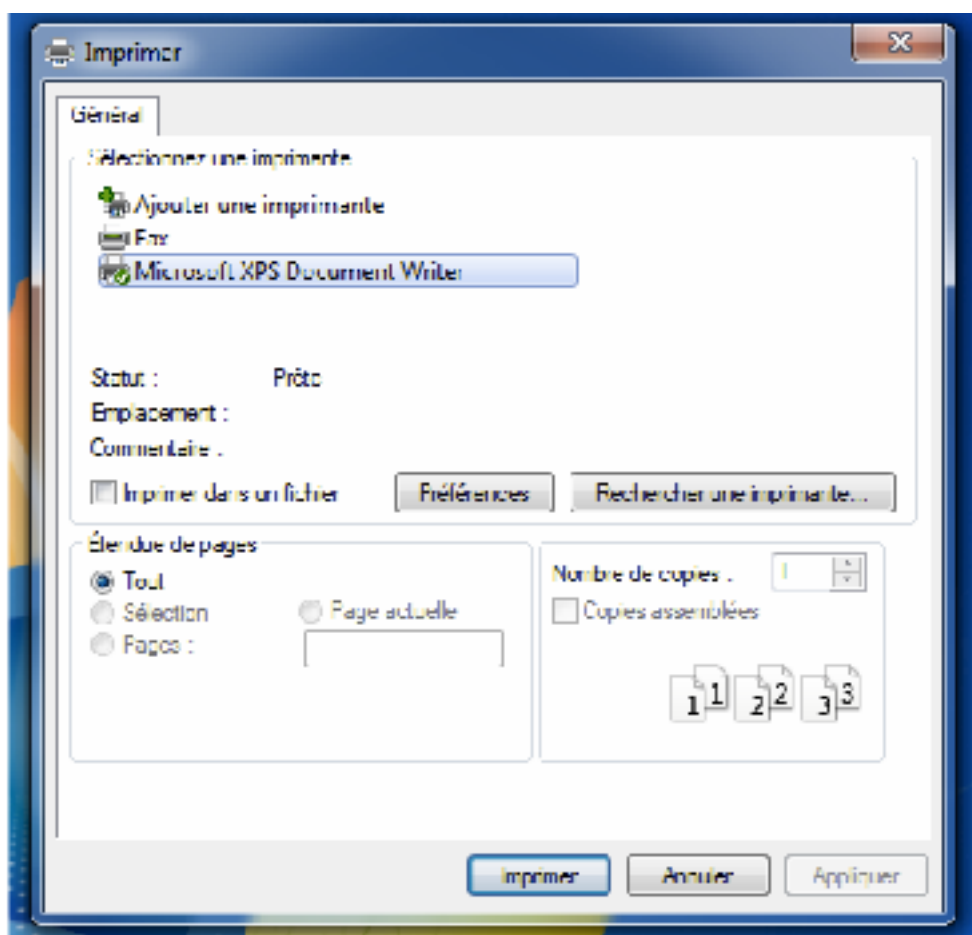 Imprimer
Général
Sélectionnez une imprimante
Ajouter une imprimante
Fax
Microsoft XPS Document Writer
Statut : Prête
Emplacement :
Commentaire :
Imprimer dans un fichier Préférences Rechercher une imprimante...
Étendue de pages
Tout
Sélection Page actuelle
Pages :
Nombre de copies : 1
Copies assemblées
1 1 2 2 3 3
Imprimer Annuler Appliquer